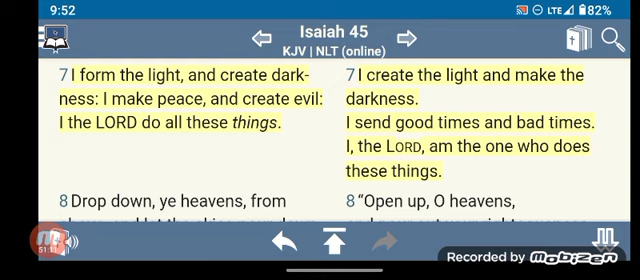 9:52
LTE 82%
Isaiah 45
KJV | NLT (online)
7 I form the light, and create dark-
ness: I make peace, and create evil:
I the LORD do all these things.
8 Drop down, ye heavens, from
7 I create the light and make the
darkness.
I send good times and bad times.
I, the LORD, am the one who does
these things.
8 “Open up, O heavens,
Recorded by Mobizen